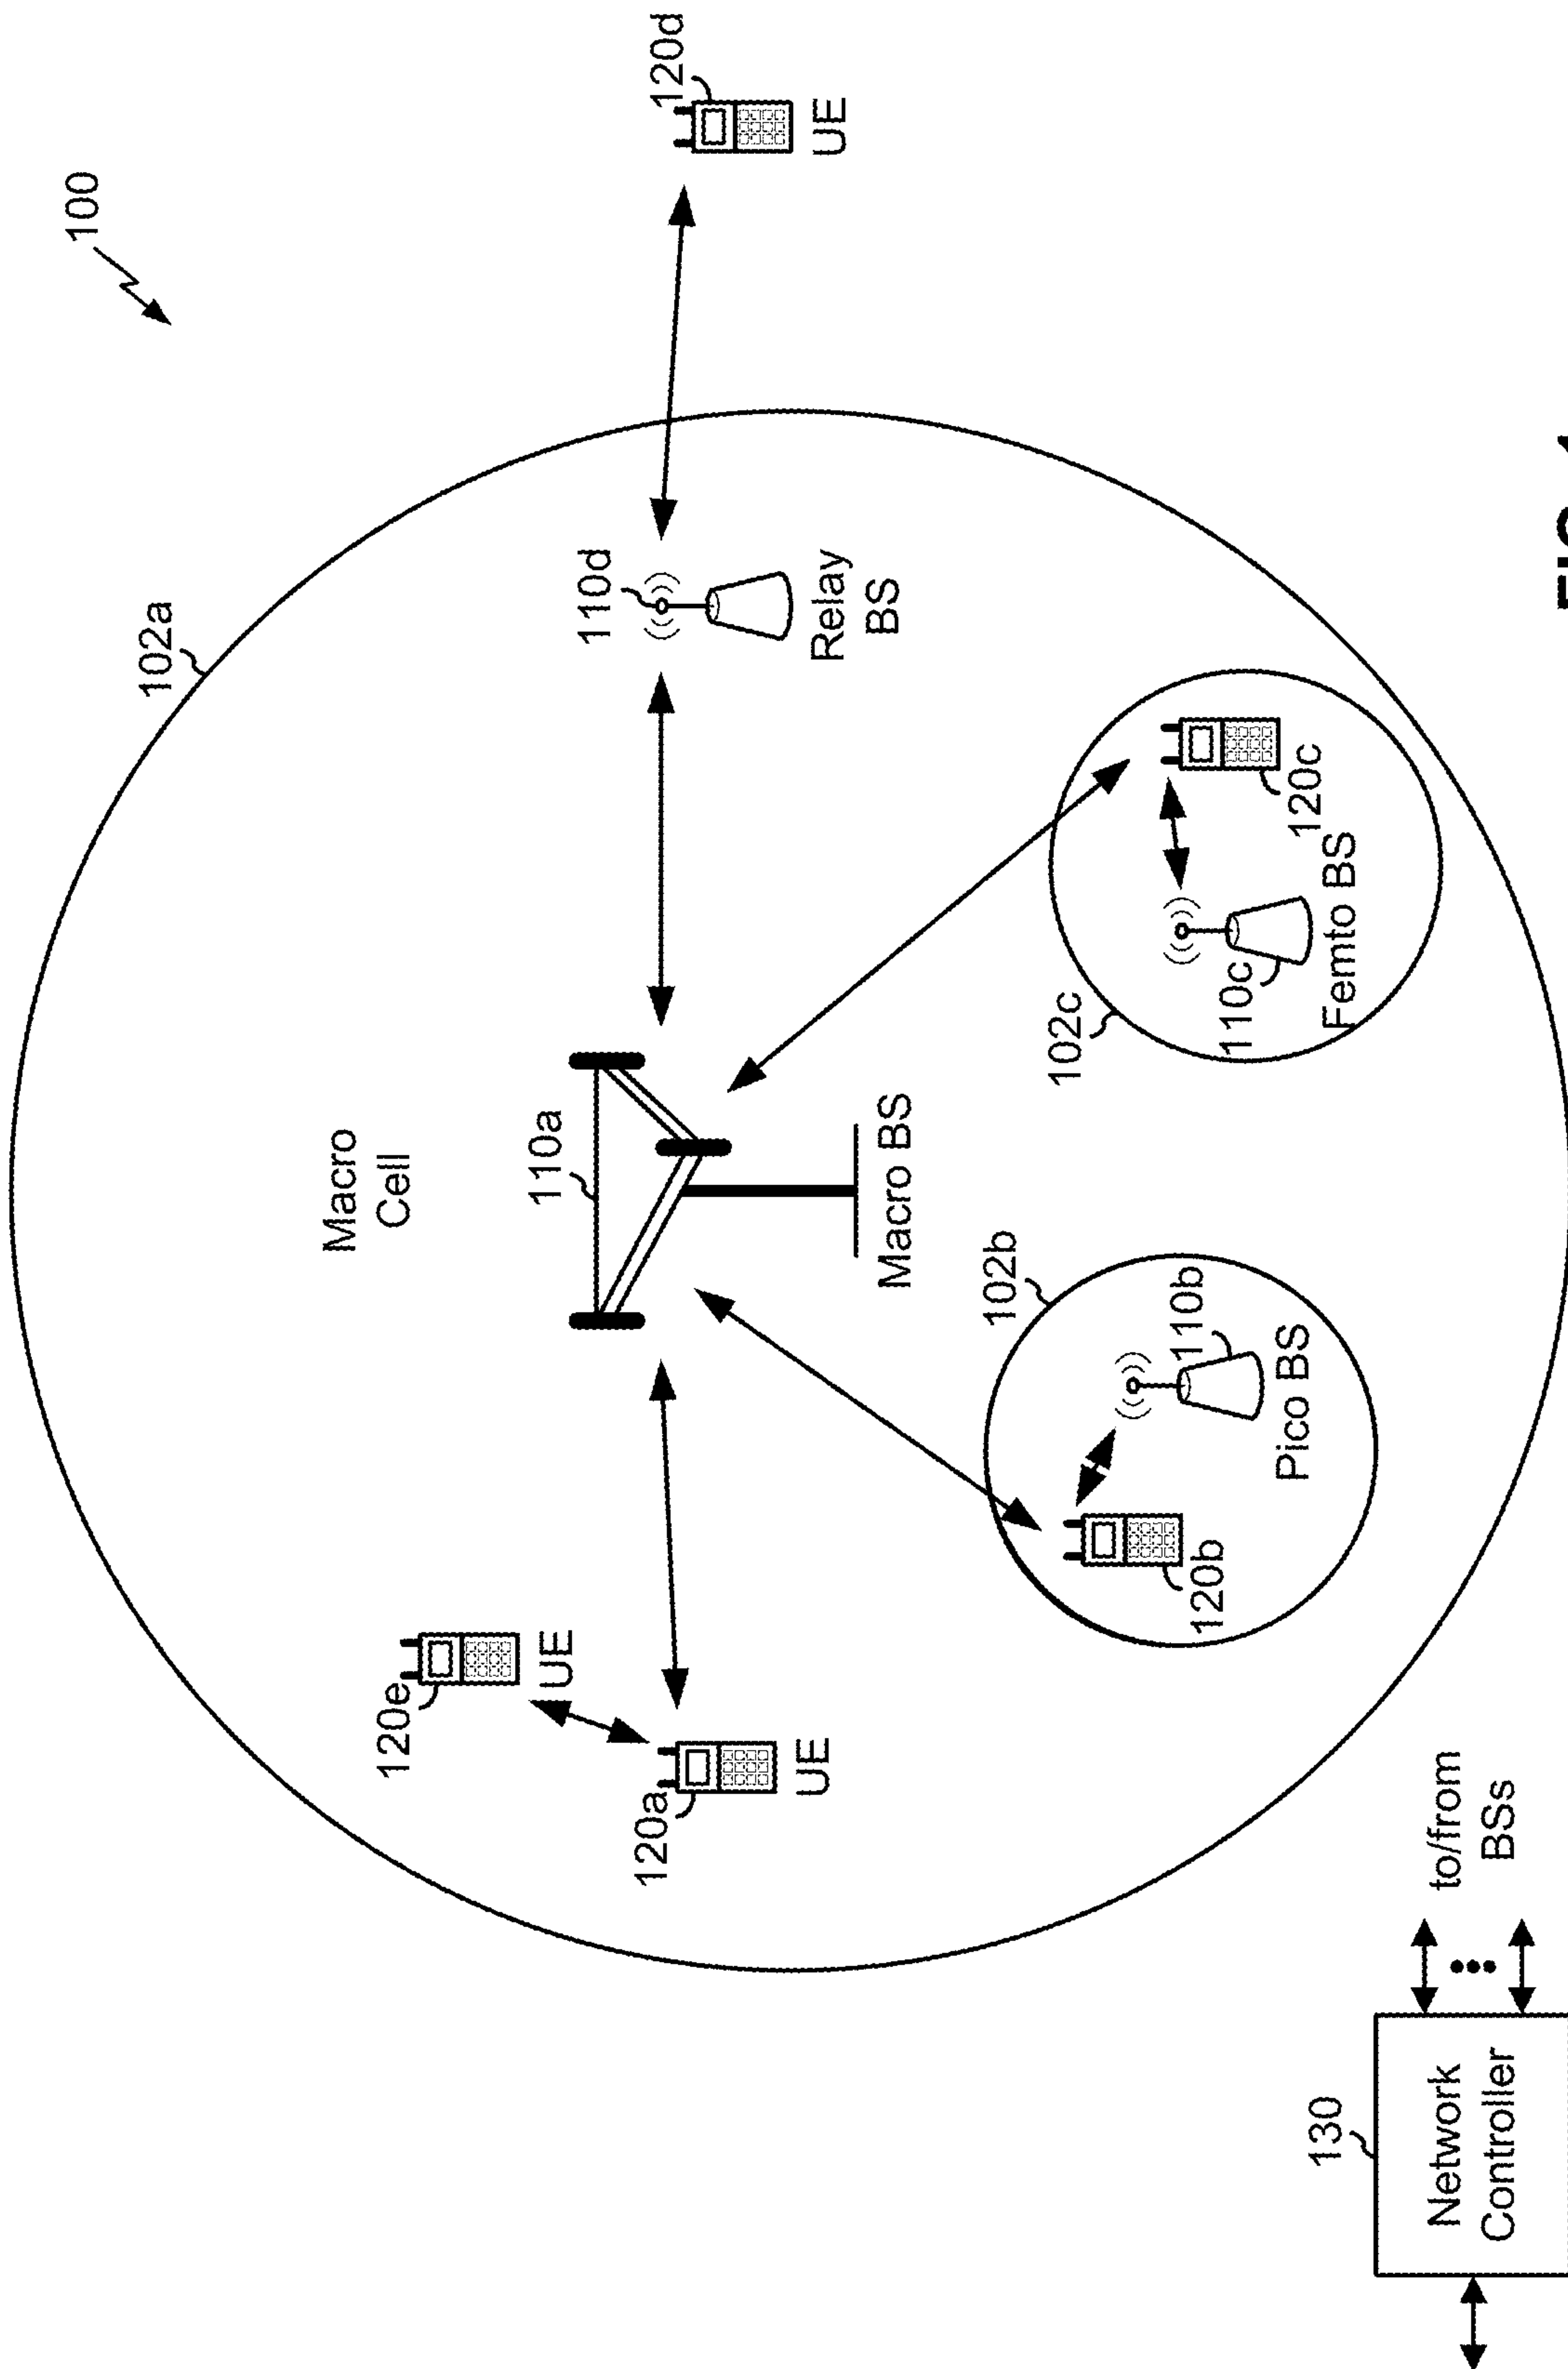 100
102a
Macro
Cell
120e
UE
110a
110d
120a
120d
UE
UE
Relay
BS
Macro BS
102b
102c
110b
120b
110c
120c
Pico BS
Femto BS
130
Network
Controller
to/from
BSs